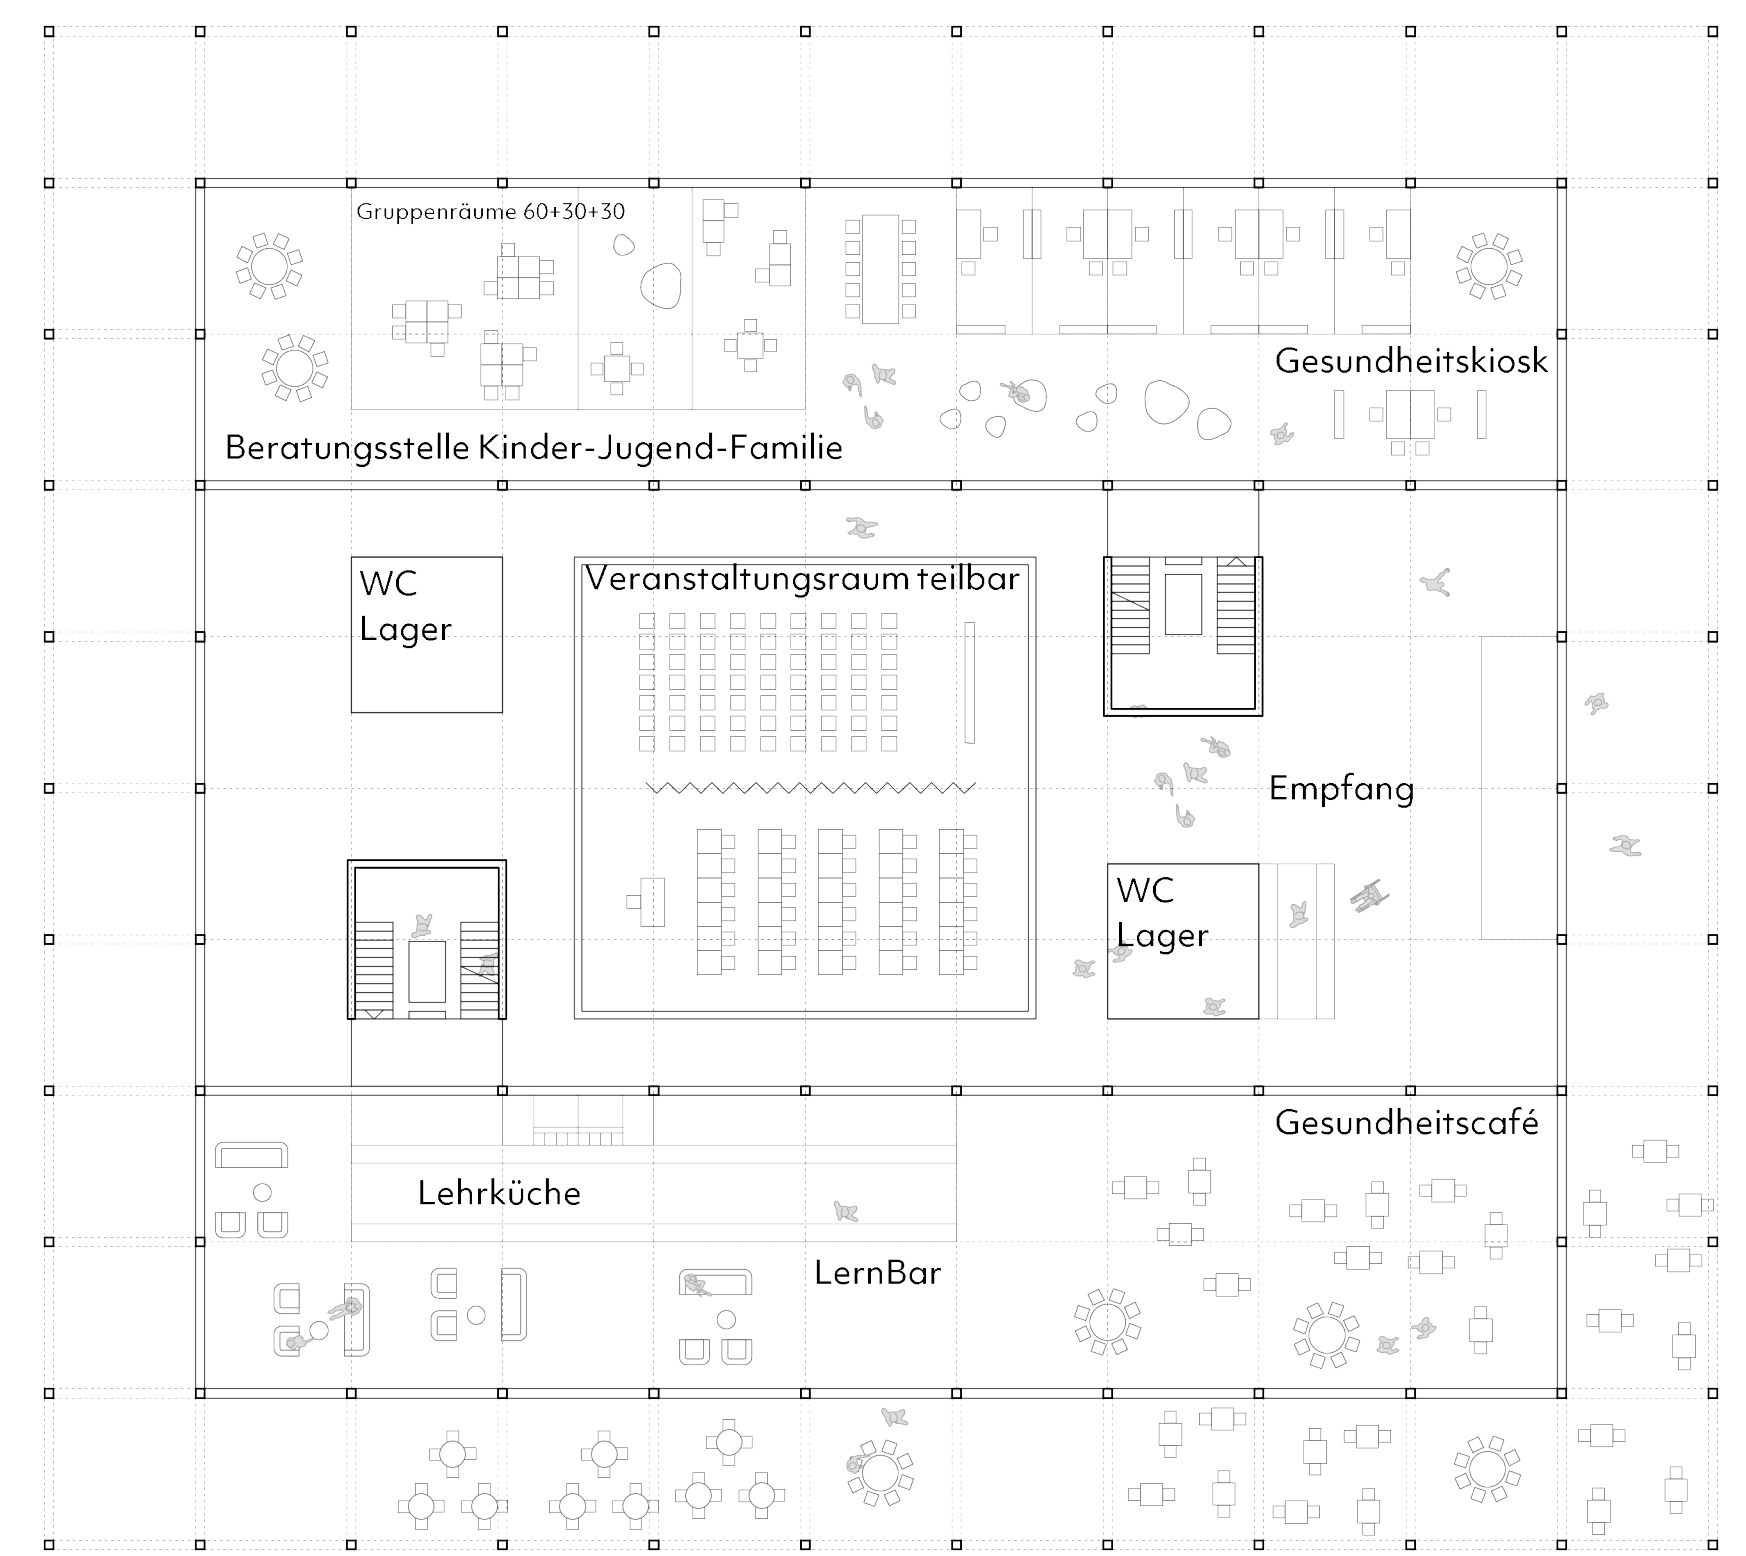 Gruppenräume 60+30+30
Gesundheitskiosk
Beratungsstelle Kinder-Jugend-Familie
WC
Lager
Veranstaltungsraum teilbar
Empfang
WC
Lager
Gesundheitscafé
Lehrküche
LernBar